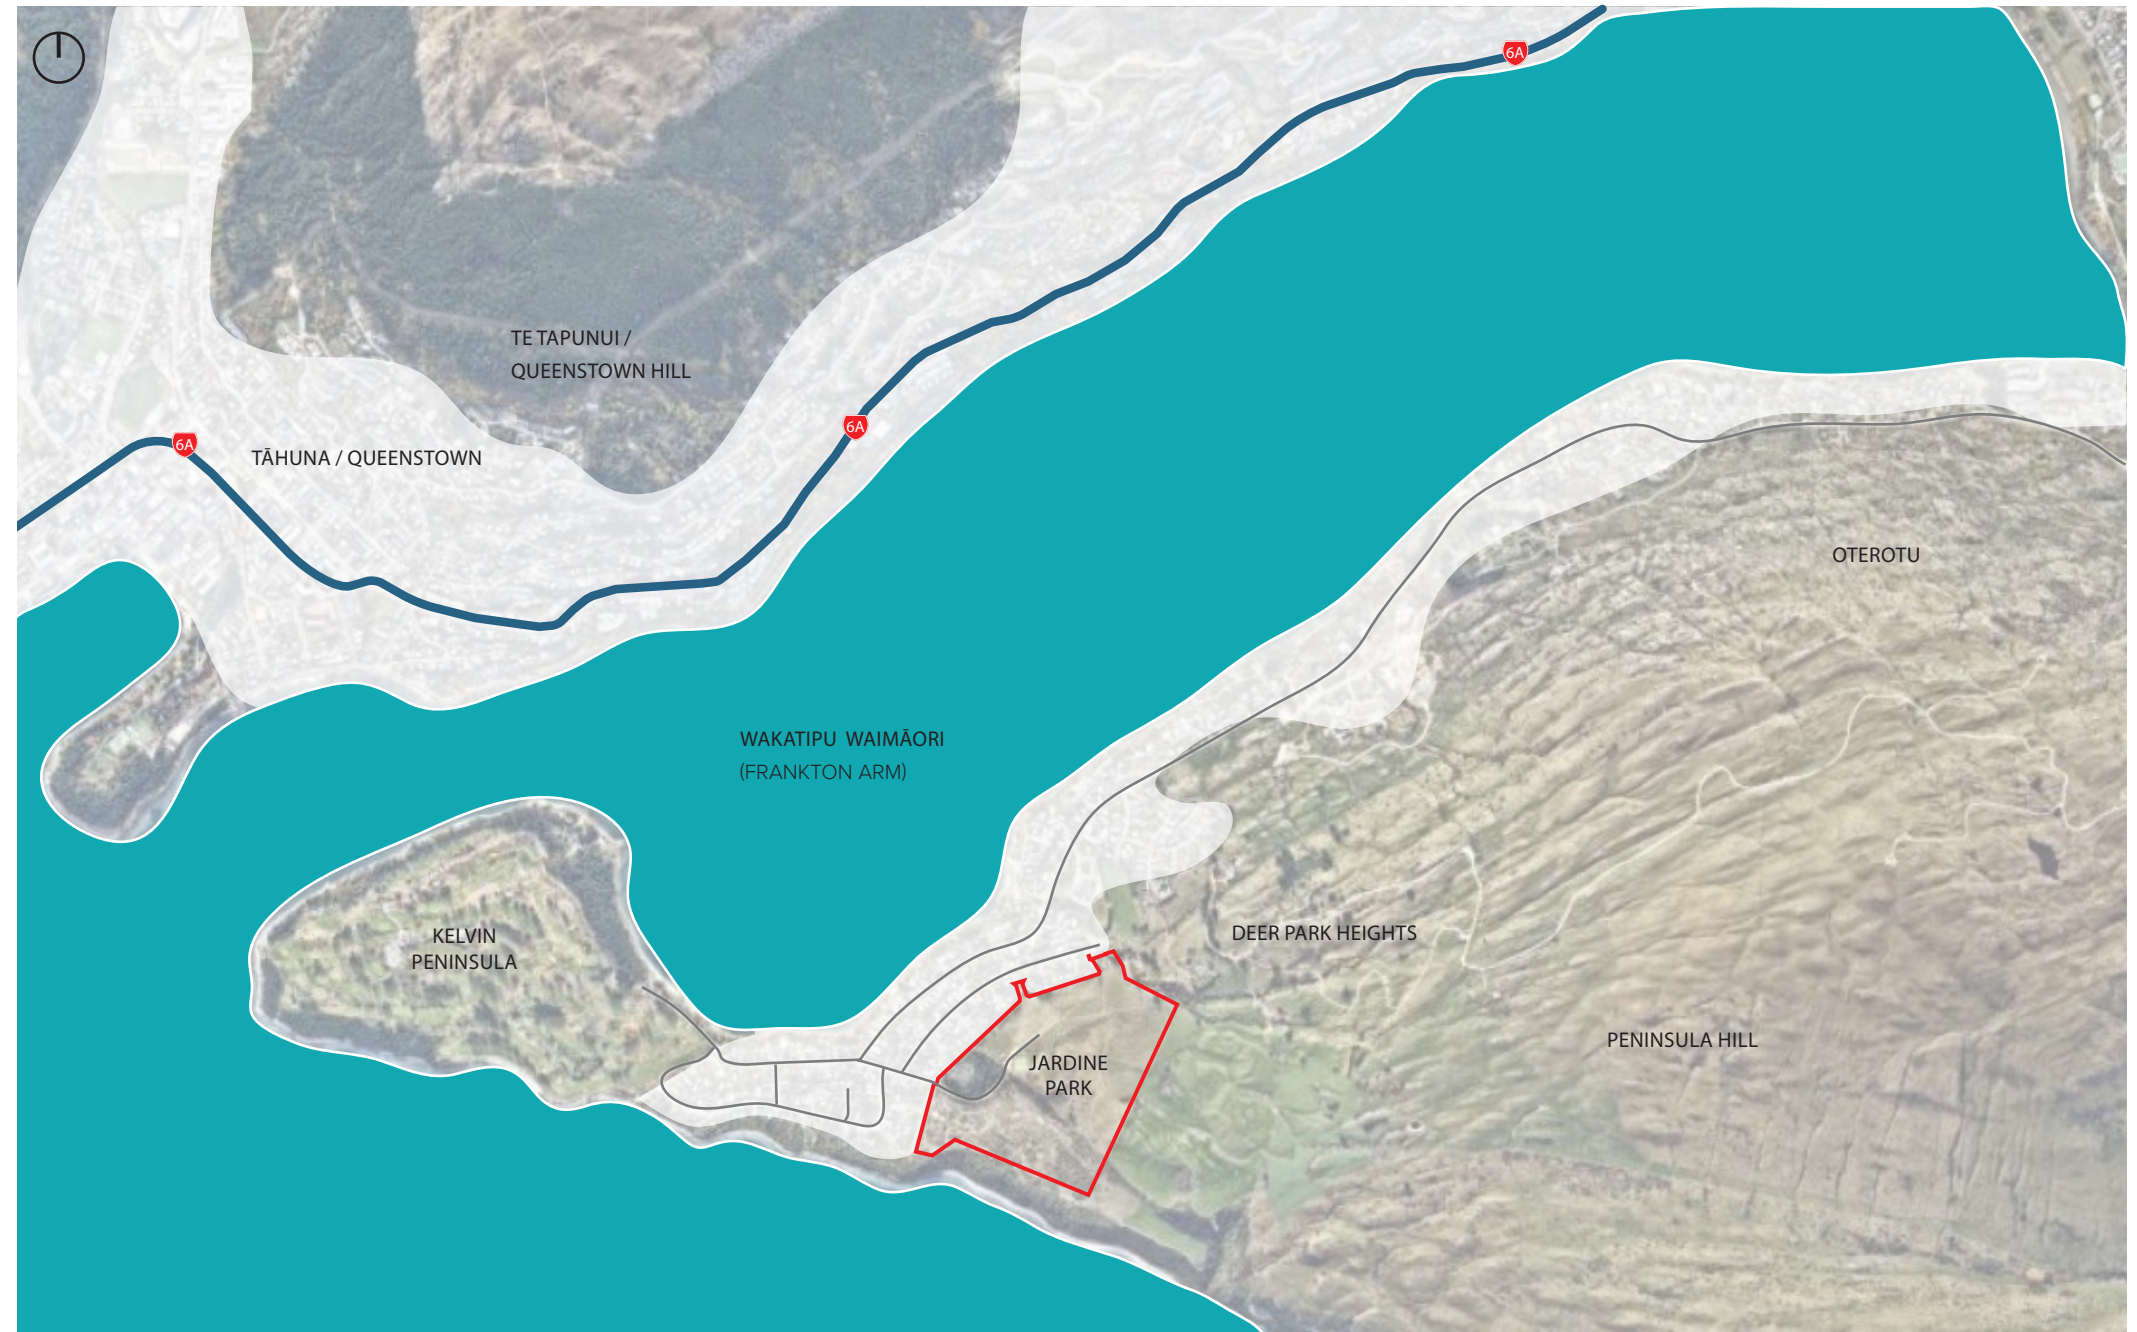 6A
TE TAPUNUI /
QUEENSTOWN HILL
6A
6A
TĀHUNA / QUEENSTOWN
OTEROTU
WAKATIPU WAIMĀORI
(FRANKTON ARM)
KELVIN
PENINSULA
DEER PARK HEIGHTS
PENINSULA HILL
JARDINE
PARK